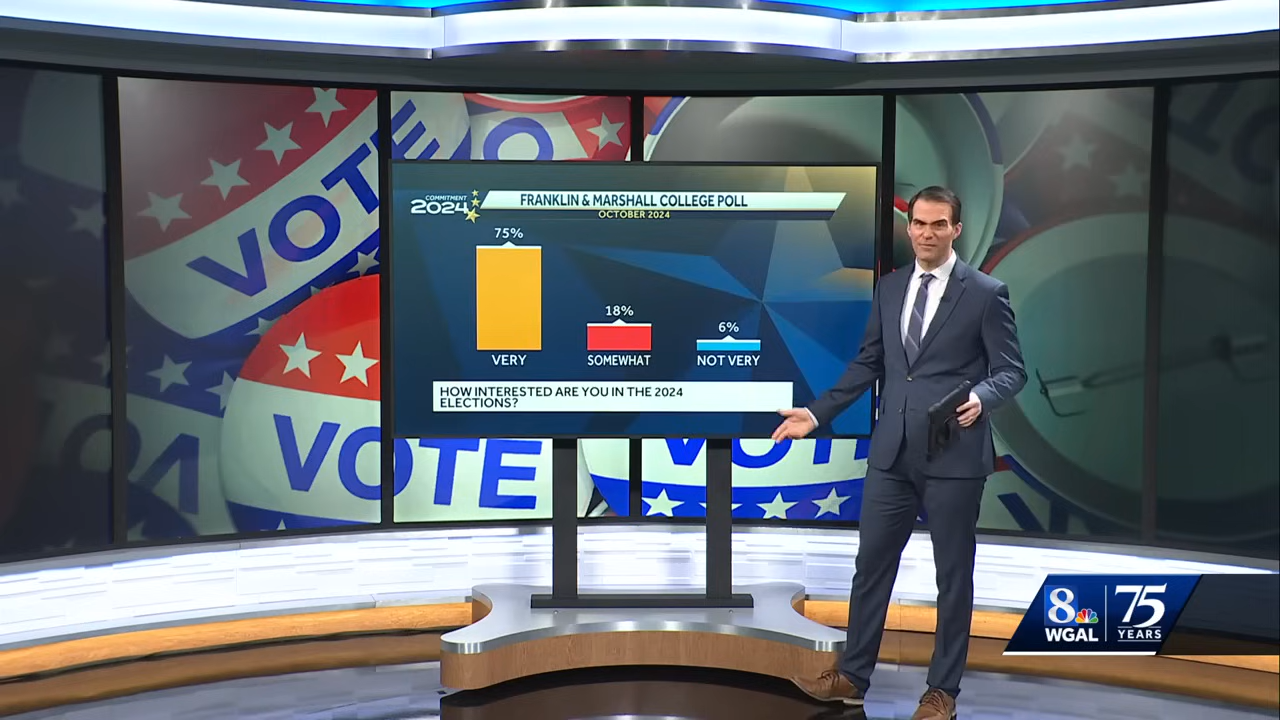 VOTE
VO
COMMITMENT
2024
FRANKLIN & MARSHALL COLLEGE POLL
OCTOBER 2024
75%
18%
6%
VERY
SOMEWHAT
NOT VERY
HOW INTERESTED ARE YOU IN THE 2024
ELECTIONS?
VOTE
VOTE
8
WGAL
75
YEARS